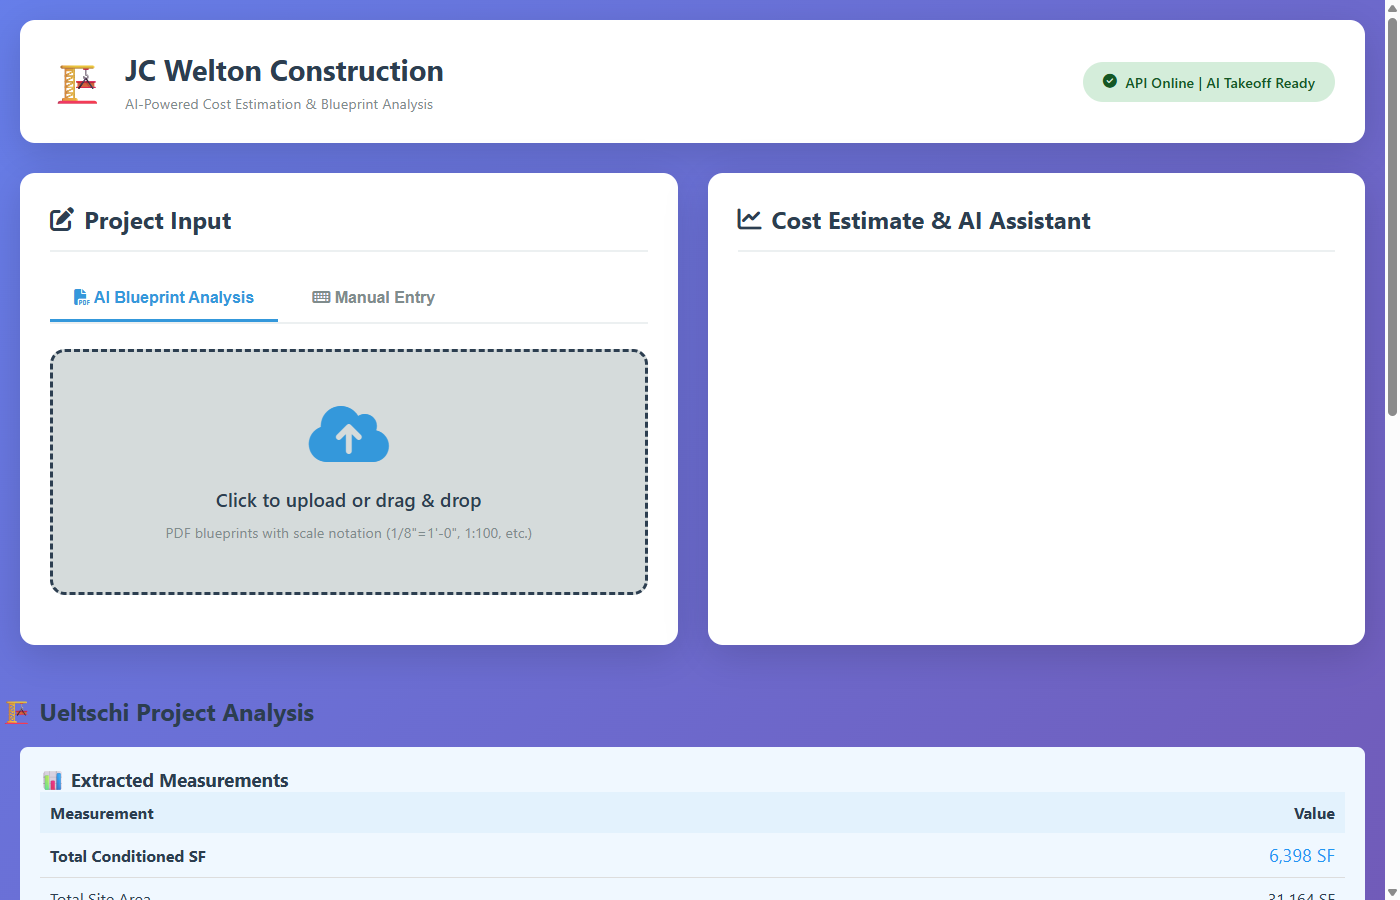 JC Welton Construction
AI-Powered Cost Estimation & Blueprint Analysis
API Online | AI Takeoff Ready
Project Input
AI Blueprint Analysis
Manual Entry
Click to upload or drag & drop
PDF blueprints with scale notation (1/8"=1'-0", 1:100, etc.)
Cost Estimate & AI Assistant
Ueltschi Project Analysis
Extracted Measurements
Measurement Value
Total Conditioned SF 6,398 SF
Total Site Area 31,164 SF